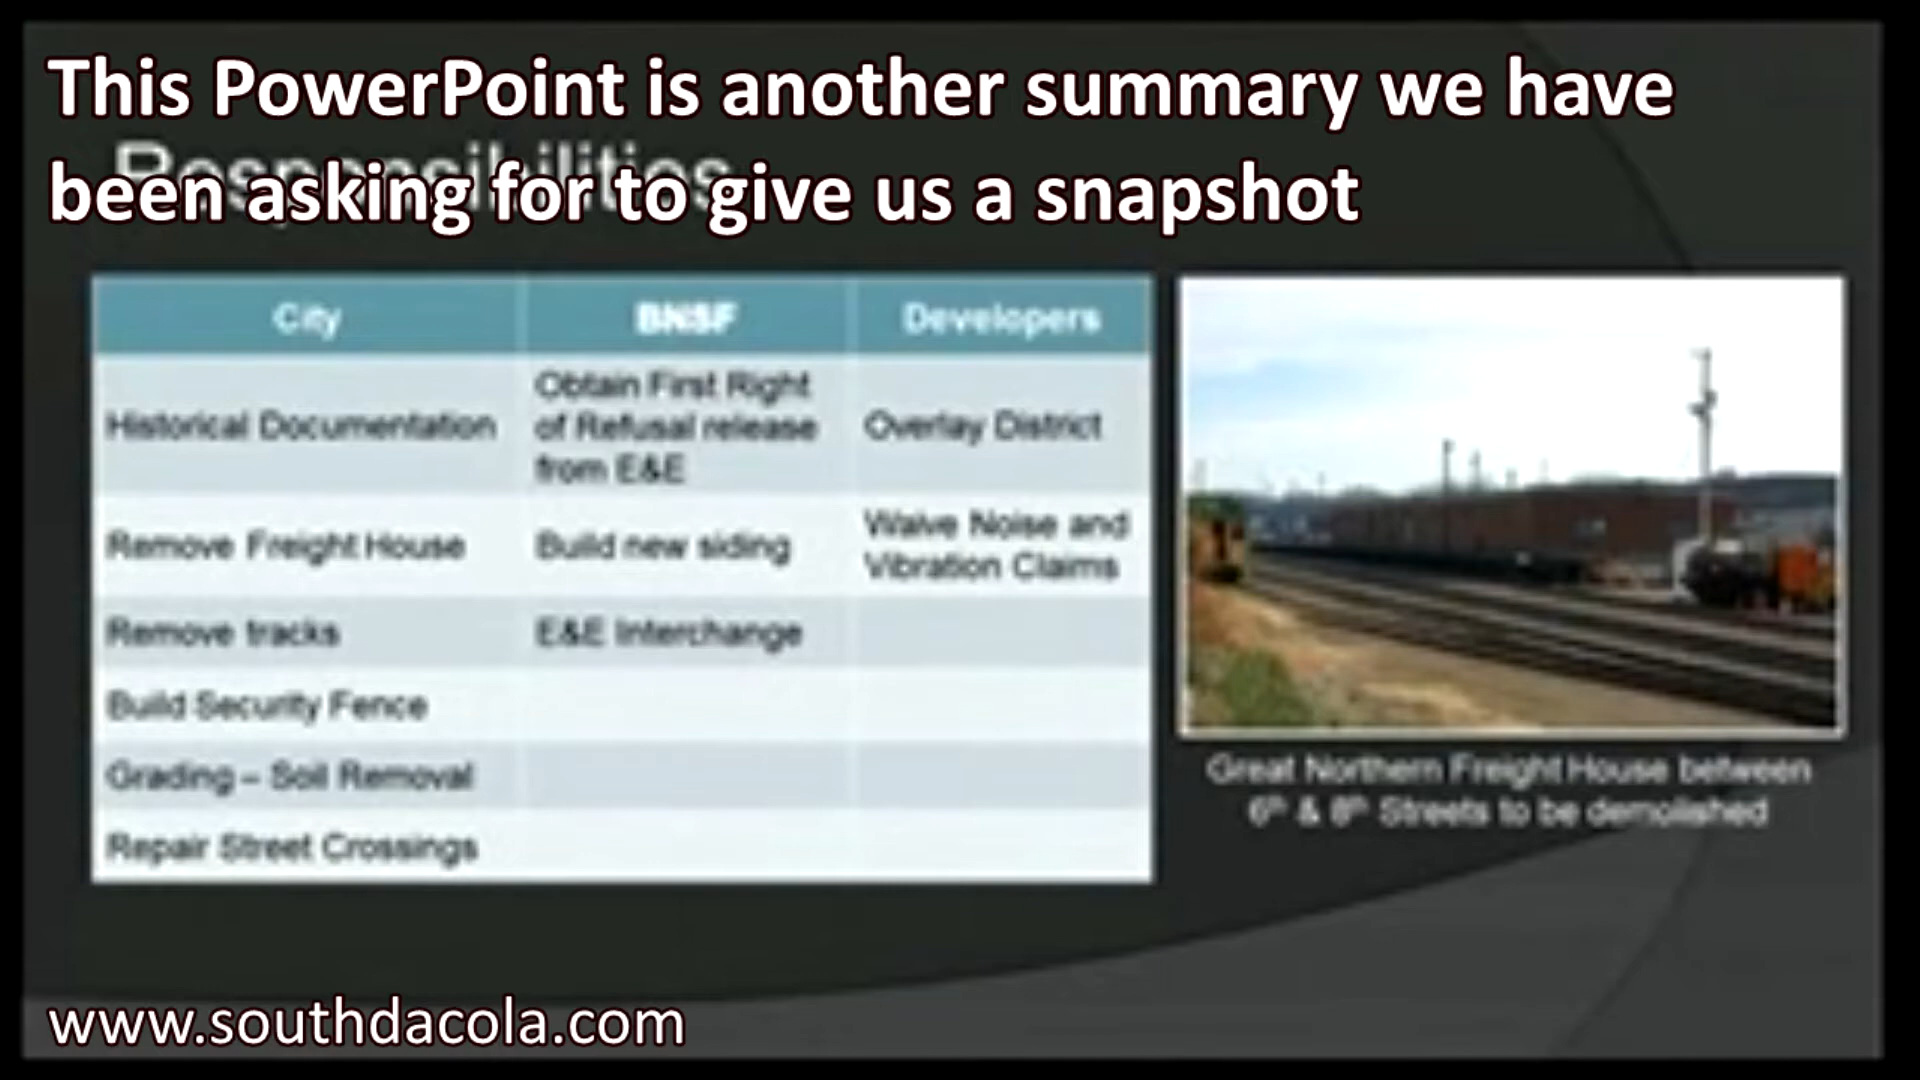 This PowerPoint is another summary we have
been asking for to give us a snapshot
Responsibilities
City
BNSF
Developers
Historical Documentation
Obtain First Right
of Refusal release
from E&E
Overlay District
Remove Freight House
Build new siding
Waive Noise and
Vibration Claims
Remove tracks
E&E Interchange
Build Security Fence
Grading – Soil Removal
Repair Street Crossings
Great Northern Freight House between
6th & 8th Streets to be demolished
www.southdacola.com